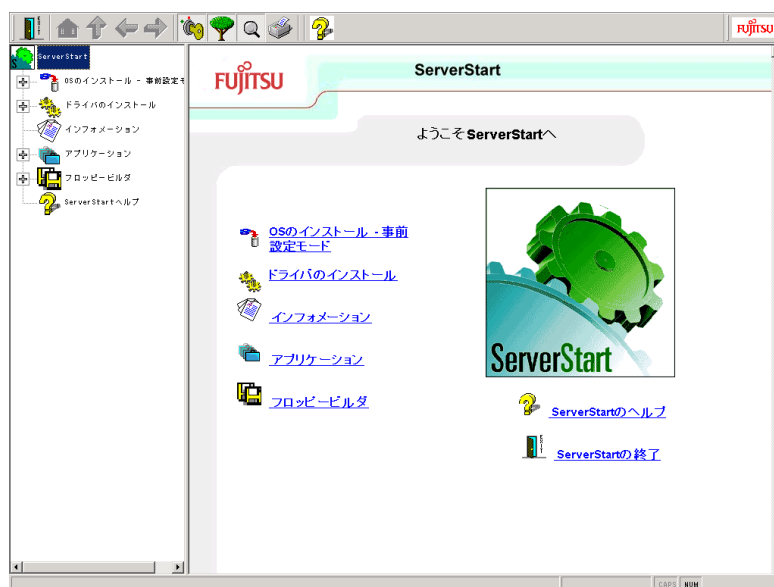 FUJITSU
ServerStart
OSのインストール - 事前設定モ
ドライバのインストール
インフォメーション
アプリケーション
フロッピービルダ
ServerStartヘルプ
FUJITSU
ServerStart
ようこそServerStartへ
OSのインストール - 事前
設定モード
ドライバのインストール
インフォメーション
アプリケーション
フロッピービルダ
ServerStart
ServerStartのヘルプ
EXIT
ServerStartの終了
CAPS NUM